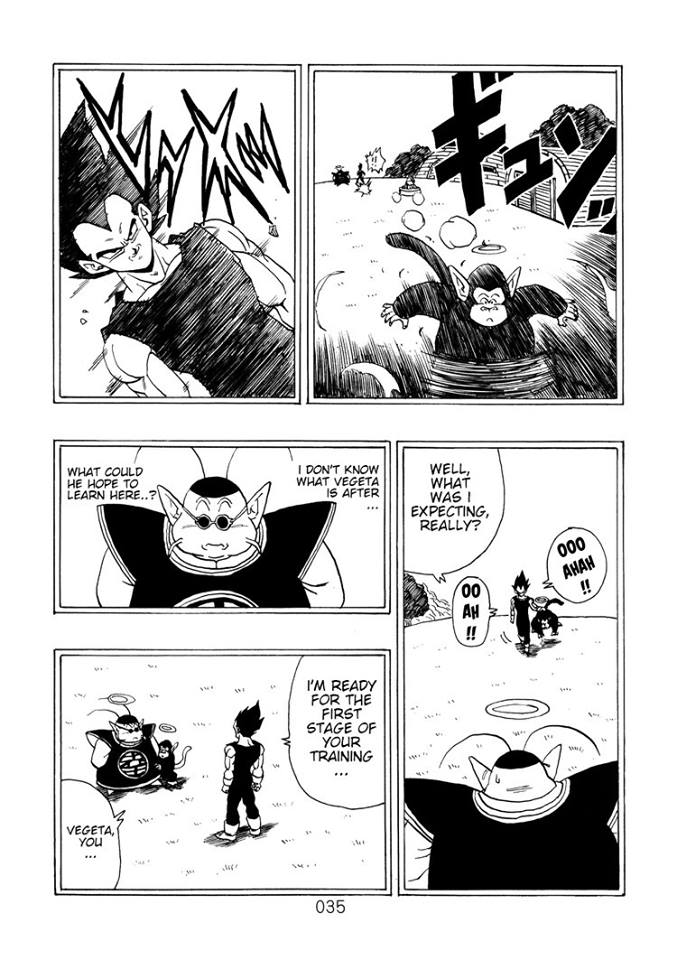 ギュンッ
WELL,
WHAT
WAS I
EXPECTING,
REALLY?
OOO
AHAH
!!
OO
AH
!!
I DON'T KNOW
WHAT VEGETA
IS AFTER
...
WHAT COULD
HE HOPE TO
LEARN HERE..?
I'M READY
FOR THE
FIRST
STAGE OF
YOUR
TRAINING
...
VEGETA,
YOU
...
035